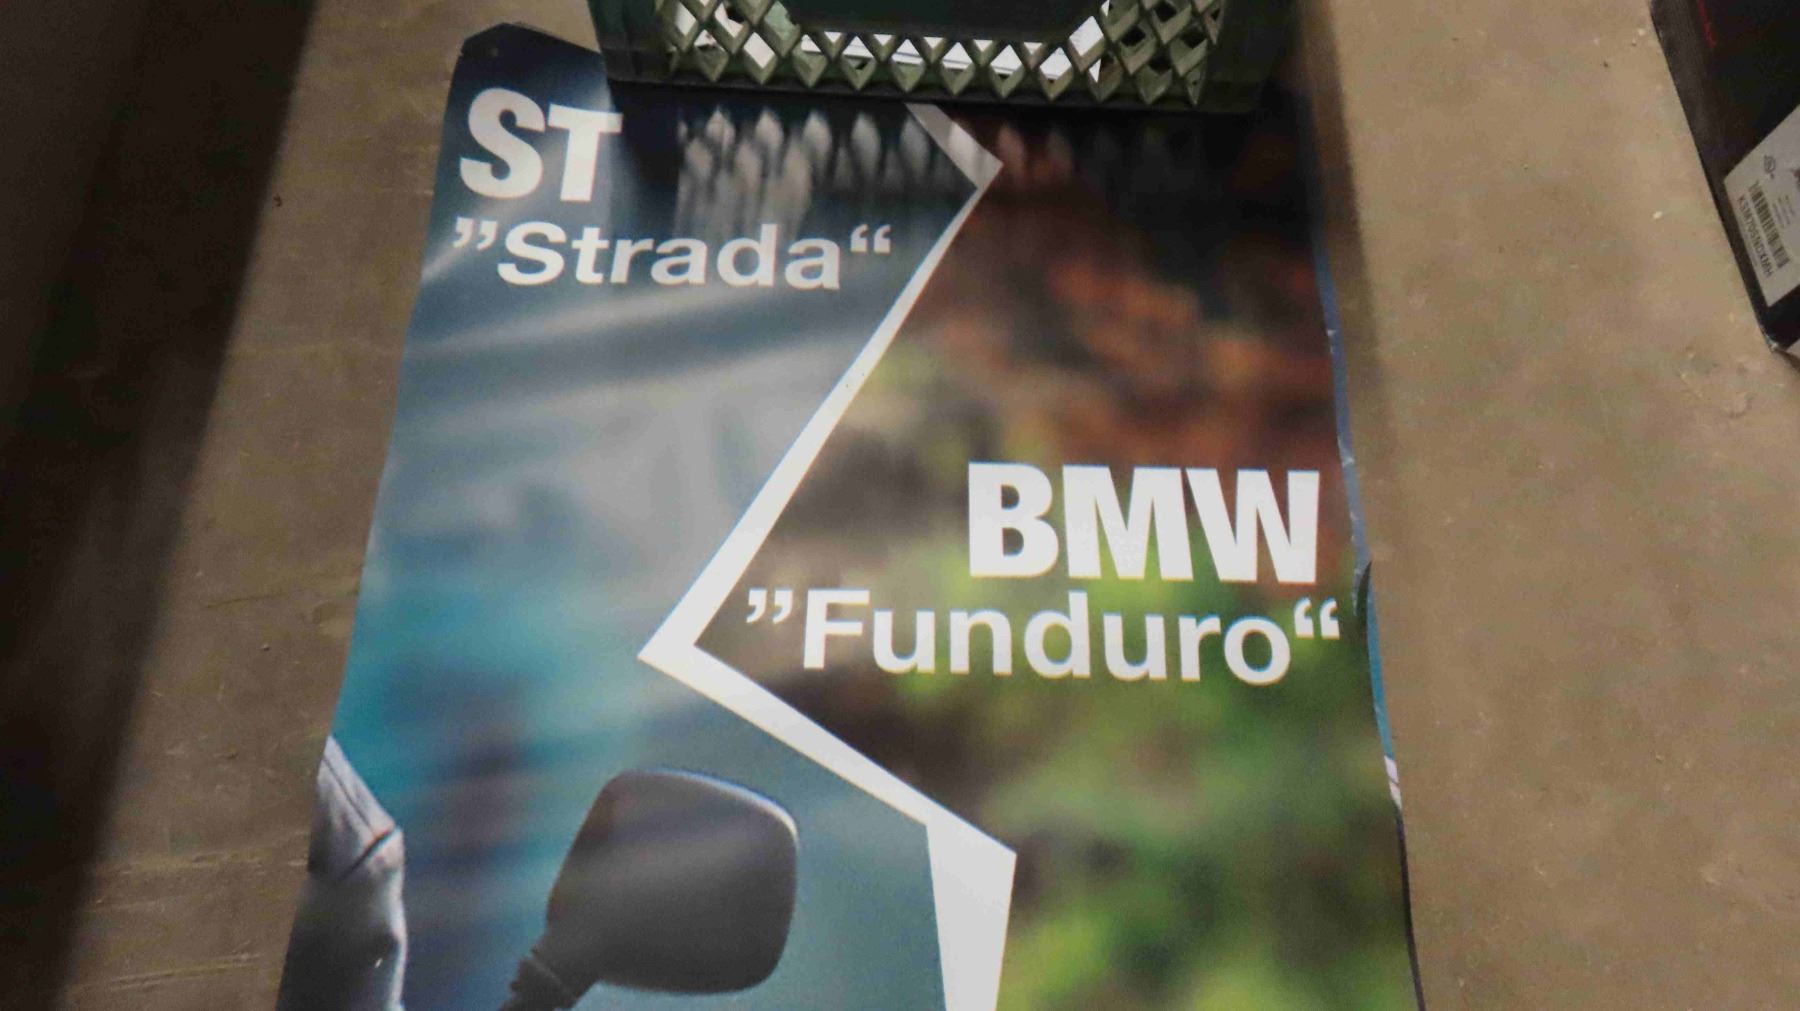 ST
”Strada“
BMW
”Funduro“